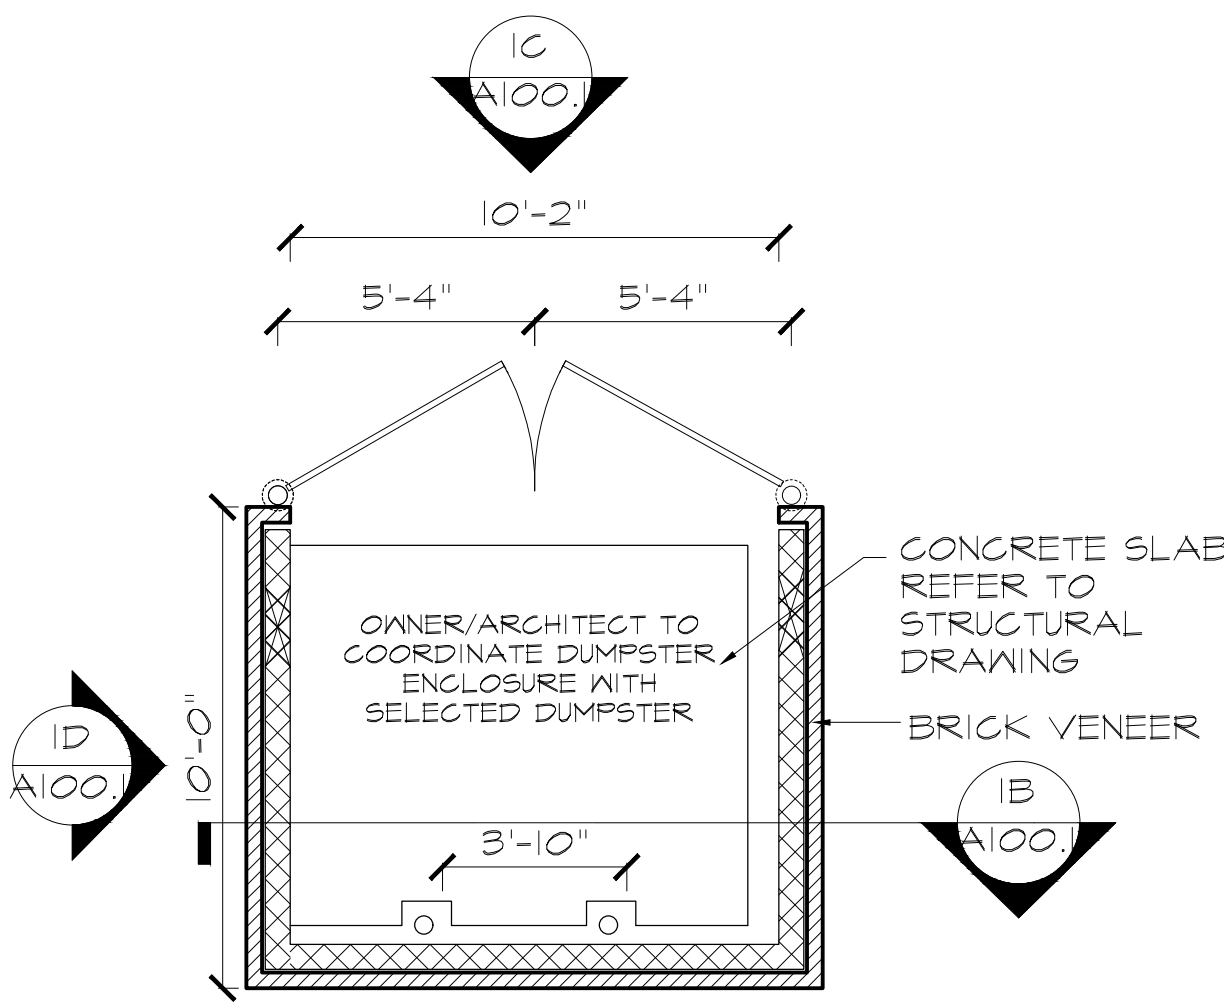 1C
A100.1
10'-2"
5'-4" 5'-4"
CONCRETE SLAB
REFER TO
STRUCTURAL
DRAWING
OWNER/ARCHITECT TO
COORDINATE DUMPSTER
ENCLOSURE WITH
SELECTED DUMPSTER
BRICK VENEER
1D
A100.1
10'-0"
1B
A100.1
3'-10"